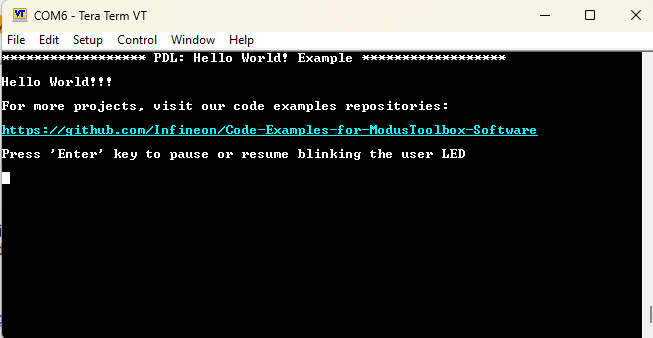 COM6 - Tera Term VT
File Edit Setup Control Window Help
****************** PDL: Hello World! Example ******************
Hello World!!!
For more projects, visit our code examples repositories:
https://github.com/Infineon/Code-Examples-for-ModusToolbox-Software
Press 'Enter' key to pause or resume blinking the user LED